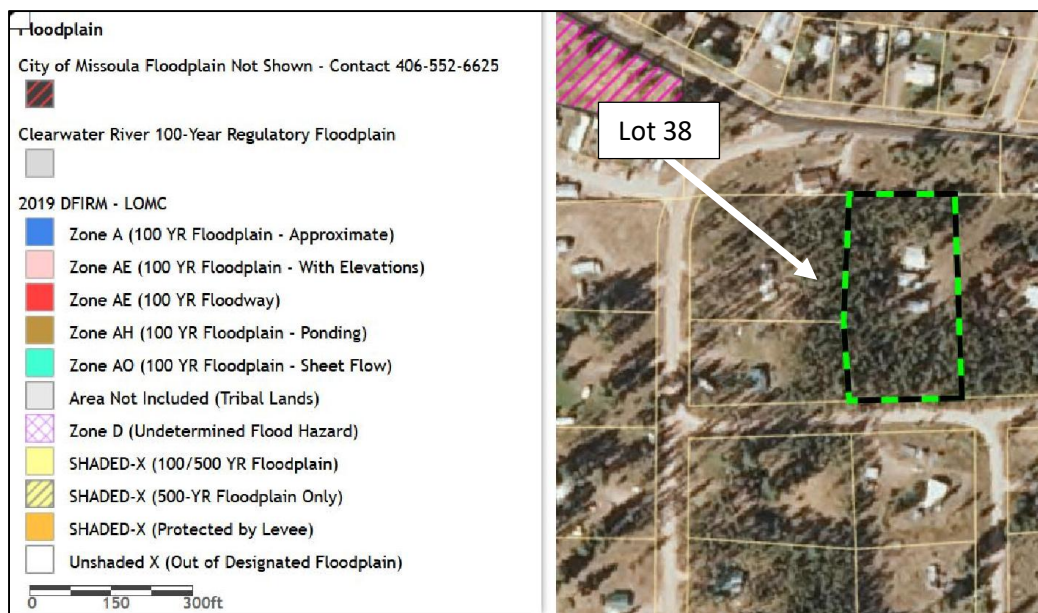 Floodplain
City of Missoula Floodplain Not Shown - Contact 406-552-6625
Clearwater River 100-Year Regulatory Floodplain
2019 DFIRM - LOMC
Zone A (100 YR Floodplain - Approximate)
Zone AE (100 YR Floodplain - With Elevations)
Zone AE (100 YR Floodway)
Zone AH (100 YR Floodplain - Ponding)
Zone AO (100 YR Floodplain - Sheet Flow)
Area Not Included (Tribal Lands)
Zone D (Undetermined Flood Hazard)
SHADED-X (100/500 YR Floodplain)
SHADED-X (500-YR Floodplain Only)
SHADED-X (Protected by Levee)
Unshaded X (Out of Designated Floodplain)
0 150 300ft
Lot 38